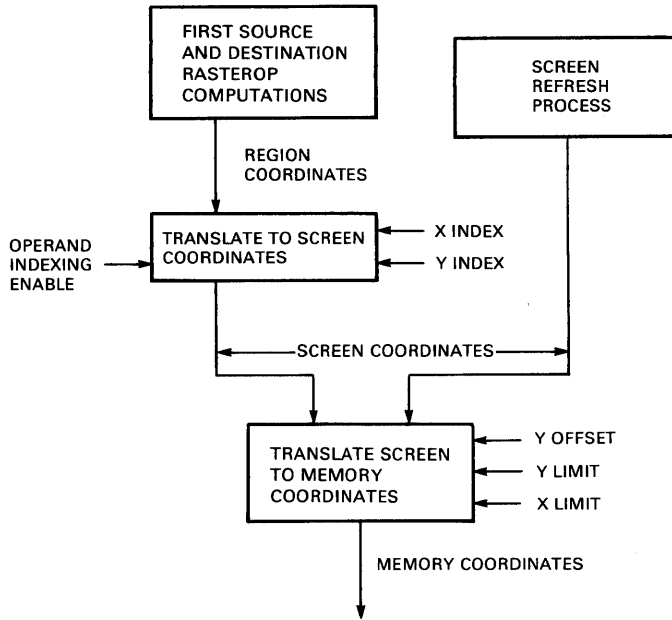 FIRST SOURCE
AND DESTINATION
RASTEROP
COMPUTATIONS
SCREEN
REFRESH
PROCESS
REGION
COORDINATES
OPERAND
INDEXING
ENABLE
TRANSLATE TO SCREEN
COORDINATES
X INDEX
Y INDEX
SCREEN COORDINATES
TRANSLATE SCREEN
TO MEMORY
COORDINATES
Y OFFSET
Y LIMIT
X LIMIT
MEMORY COORDINATES